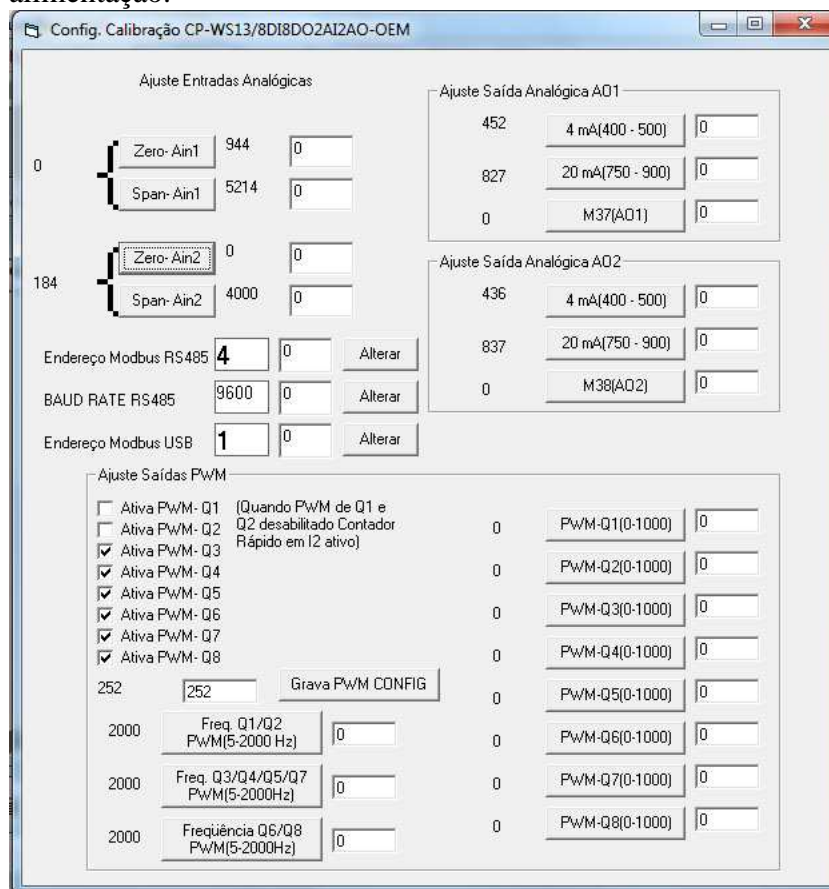 alimentação.
Config. Calibração CP-WS13/8DI8DO2AI2AO-OEM
Ajuste Entradas Analógicas
0
Zero- Ain1 944 0
Span- Ain1 5214 0
184
Zero- Ain2 0 0
Span- Ain2 4000 0
Endereço Modbus RS485 4 0 Alterar
BAUD RATE RS485 9600 0 Alterar
Endereço Modbus USB 1 0 Alterar
Ajuste Saída Analógica AO1
452 4 mA(400 - 500) 0
827 20 mA(750 - 900) 0
0 M37(AO1) 0
Ajuste Saída Analógica AO2
436 4 mA(400 - 500) 0
837 20 mA(750 - 900) 0
0 M38(AO2) 0
Ajuste Saídas PWM
Ativa PWM- Q1
Ativa PWM- Q2
Ativa PWM- Q3
Ativa PWM- Q4
Ativa PWM- Q5
Ativa PWM- Q6
Ativa PWM- Q7
Ativa PWM- Q8
(Quando PWM de Q1 e
Q2 desabilitado Contador
Rápido em I2 ativo)
252 252 Grava PWM CONFIG
2000 Freq. Q1/Q2
PWM(5-2000 Hz) 0
2000 Freq. Q3/Q4/Q5/Q7
PWM(5-2000Hz) 0
2000 Freqüência Q6/Q8
PWM(5-2000Hz) 0
0 PWM-Q1(0-1000) 0
0 PWM-Q2(0-1000) 0
0 PWM-Q3(0-1000) 0
0 PWM-Q4(0-1000) 0
0 PWM-Q5(0-1000) 0
0 PWM-Q6(0-1000) 0
0 PWM-Q7(0-1000) 0
0 PWM-Q8(0-1000) 0